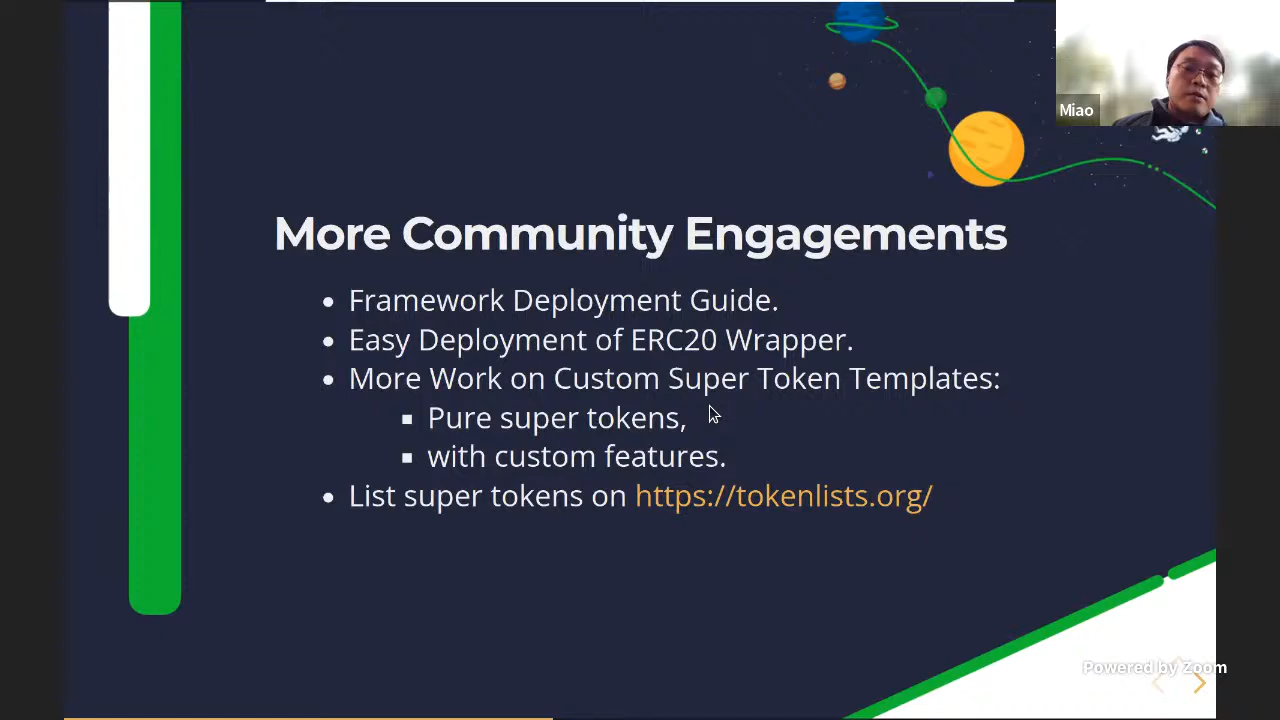 Miao
More Community Engagements
Framework Deployment Guide.
Easy Deployment of ERC20 Wrapper.
More Work on Custom Super Token Templates:
Pure super tokens,
with custom features.
List super tokens on https://tokenlists.org/
Powered by Zoom